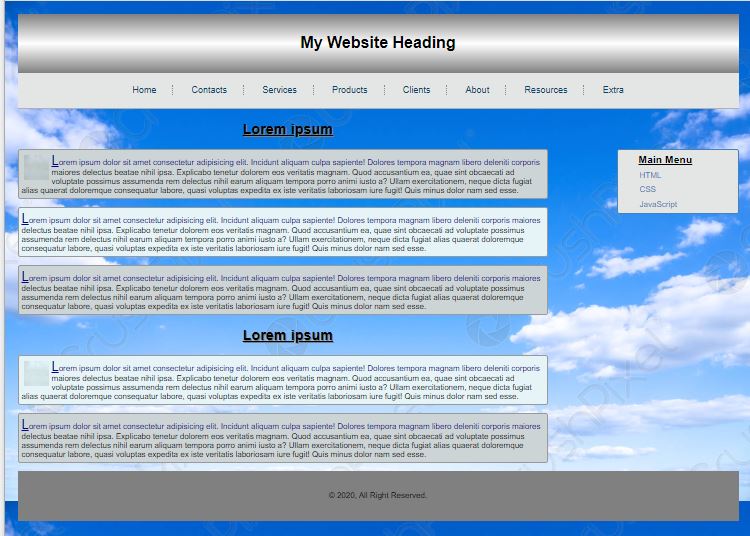 My Website Heading
Home Contacts Services Products Clients About Resources Extra
Lorem ipsum
Lorem ipsum dolor sit amet consectetur adipisicing elit. Incidunt aliquam culpa sapiente! Dolores tempora magnam libero deleniti corporis
maiores delectus beatae nihil ipsa. Explicabo tenetur dolorem eos veritatis magnam. Quod accusantium ea, quae sint obcaecati ad
voluptate possimus assumenda rem delectus nihil earum aliquam tempora porro animi iusto a? Ullam exercitationem, neque dicta fugiat
alias quaerat doloremque consequatur labore, quasi voluptas expedita ex iste veritatis laboriosam iure fugit! Quis minus dolor nam sed.
Lorem ipsum dolor sit amet consectetur adipisicing elit. Incidunt aliquam culpa sapiente! Dolores tempora magnam libero deleniti corporis maiores
delectus beatae nihil ipsa. Explicabo tenetur dolorem eos veritatis magnam. Quod accusantium ea, quae sint obcaecati ad voluptate possimus
assumenda rem delectus nihil earum aliquam tempora porro animi iusto a? Ullam exercitationem, neque dicta fugiat alias quaerat doloremque
consequatur labore, quasi voluptas expedita ex iste veritatis laboriosam iure fugit! Quis minus dolor nam sed.
Lorem ipsum dolor sit amet consectetur adipisicing elit. Incidunt aliquam culpa sapiente! Dolores tempora magnam libero deleniti corporis maiores
delectus beatae nihil ipsa. Explicabo tenetur dolorem eos veritatis magnam. Quod accusantium ea, quae sint obcaecati ad voluptate possimus
assumenda rem delectus nihil earum aliquam tempora porro animi iusto a? Ullam exercitationem, neque dicta fugiat alias quaerat doloremque
consequatur labore, quasi voluptas expedita ex iste veritatis laboriosam iure fugit! Quis minus dolor nam sed.
Lorem ipsum
Lorem ipsum dolor sit amet consectetur adipisicing elit. Incidunt aliquam culpa sapiente! Dolores tempora magnam libero deleniti corporis
maiores delectus beatae nihil ipsa. Explicabo tenetur dolorem eos veritatis magnam. Quod accusantium ea, quae sint obcaecati ad
voluptate possimus assumenda rem delectus nihil earum aliquam tempora porro animi iusto a? Ullam exercitationem, neque dicta fugiat
alias quaerat doloremque consequatur labore, quasi voluptas expedita ex iste veritatis laboriosam iure fugit! Quis minus dolor nam sed.
Lorem ipsum dolor sit amet consectetur adipisicing elit. Incidunt aliquam culpa sapiente! Dolores tempora magnam libero deleniti corporis maiores
delectus beatae nihil ipsa. Explicabo tenetur dolorem eos veritatis magnam. Quod accusantium ea, quae sint obcaecati ad voluptate possimus
assumenda rem delectus nihil earum aliquam tempora porro animi iusto a? Ullam exercitationem, neque dicta fugiat alias quaerat doloremque
consequatur labore, quasi voluptas expedita ex iste veritatis laboriosam iure fugit! Quis minus dolor nam sed.
Main Menu
HTML
CSS
JavaScript
© 2020, All Right Reserved.